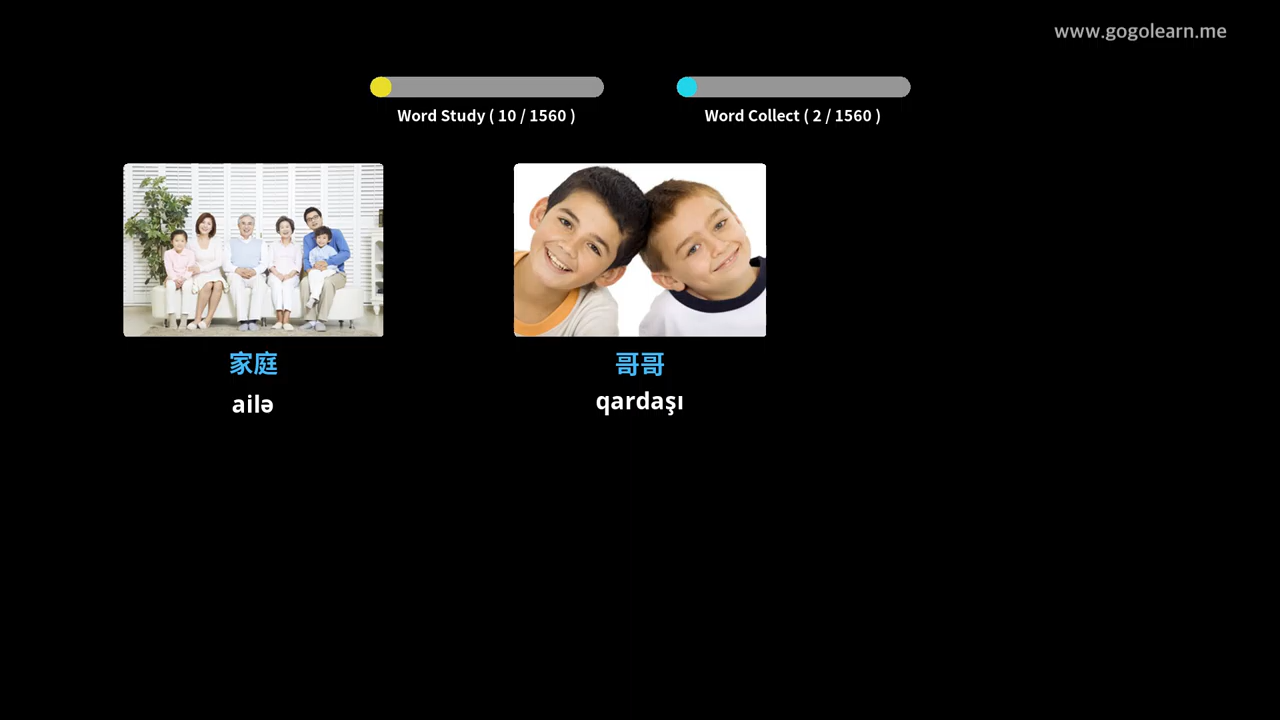 www.gogolearn.me
Word Study ( 10 / 1560 )
Word Collect ( 2 / 1560 )
家庭
哥哥
ailə
qardaşı